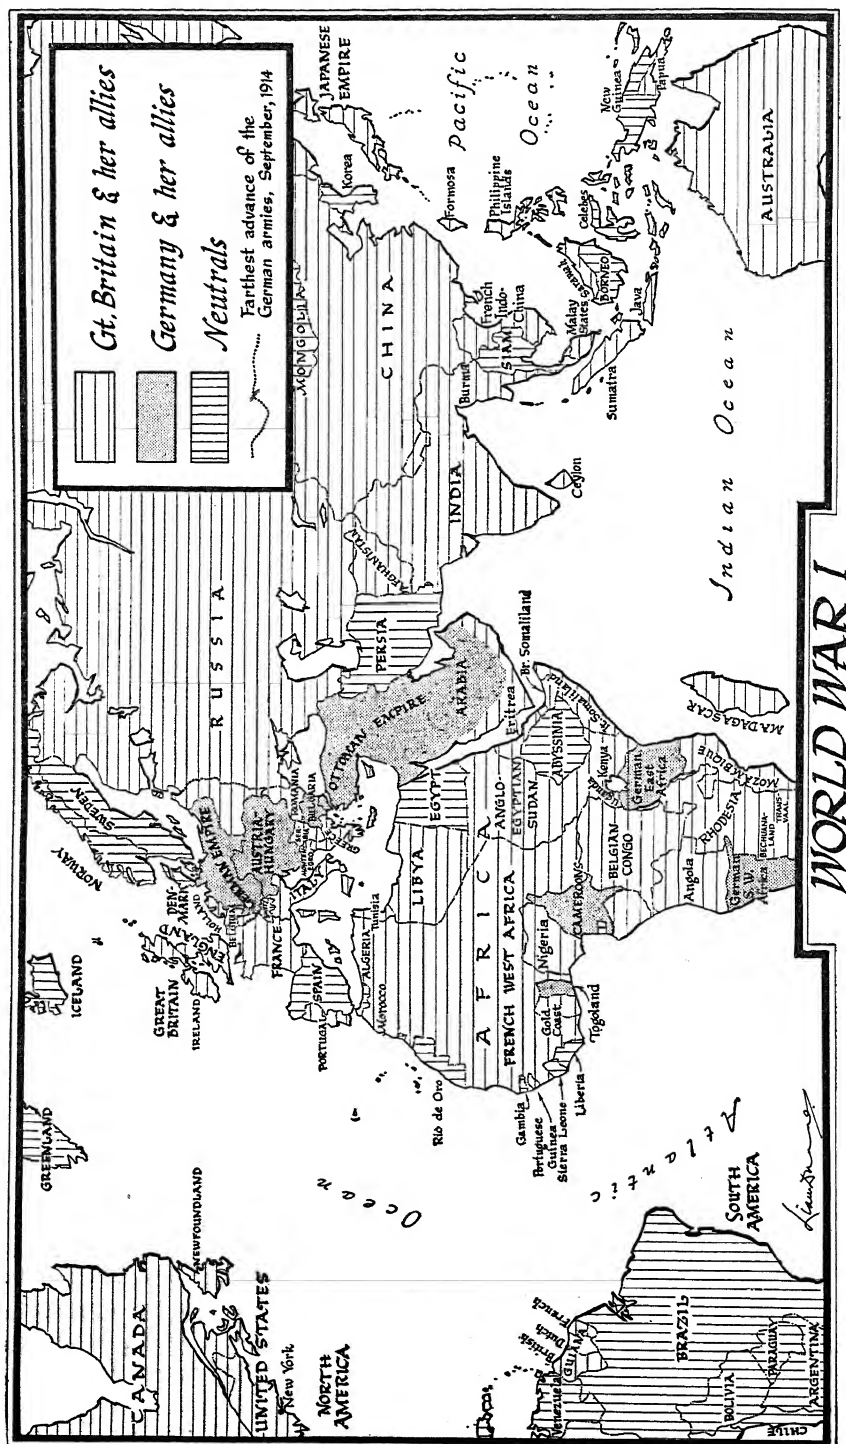 WORLD WAR I
Gt. Britain & her allies
Germany & her allies
Neutrals
Farthest advance of the
German armies, September, 1914
GREENLAND
ICELAND
CANADA
NEWFOUNDLAND
UNITED STATES
New York
NORTH
AMERICA
Ocean
Atlantic
SOUTH
AMERICA
British
Dutch
French
GUIANA
Venezuela
BRAZIL
BOLIVIA
PARAGUAY
ARGENTINA
CHILE
NORWAY
SWEDEN
DEN-
MARK
HOLLAND
BELGIUM
GREAT
BRITAIN
ENGLAND
IRELAND
GERMAN EMPIRE
AUSTRIA-
HUNGARY
FRANCE
ITALY
SPAIN
PORTUGAL
ROUMANIA
BULGARIA
SERBIA
MONTENEGRO
GREECE
RUSSIA
OTTOMAN EMPIRE
ARABIA
PERSIA
AFGHANISTAN
INDIA
Ceylon
MONGOLIA
CHINA
Korea
JAPANESE
EMPIRE
Formosa
Philippine
Islands
Burma
SIAM
French
Indo-
China
Malay
States
Sarawak
BORNEO
Celebes
Sumatra
Java
New
Guinea
Papua
AUSTRALIA
Pacific
Ocean
Indian Ocean
AFRICA
Morocco
ALGERIA
Tunisia
LIBYA
EGYPT
Rio de Oro
FRENCH WEST AFRICA
ANGLO-
EGYPTIAN
SUDAN
Eritrea
Br. Somaliland
ABYSSINIA
It. Somaliland
Gambia
Portuguese
Guinea
Sierra Leone
Liberia
Gold
Coast
Togoland
Nigeria
CAMEROONS
BELGIAN
CONGO
Uganda
Kenya
German
East
Africa
Angola
RHODESIA
MOZAMBIQUE
MADAGASCAR
German
S. W.
Africa
BECHUANA-
LAND
TRANS-
VAAL